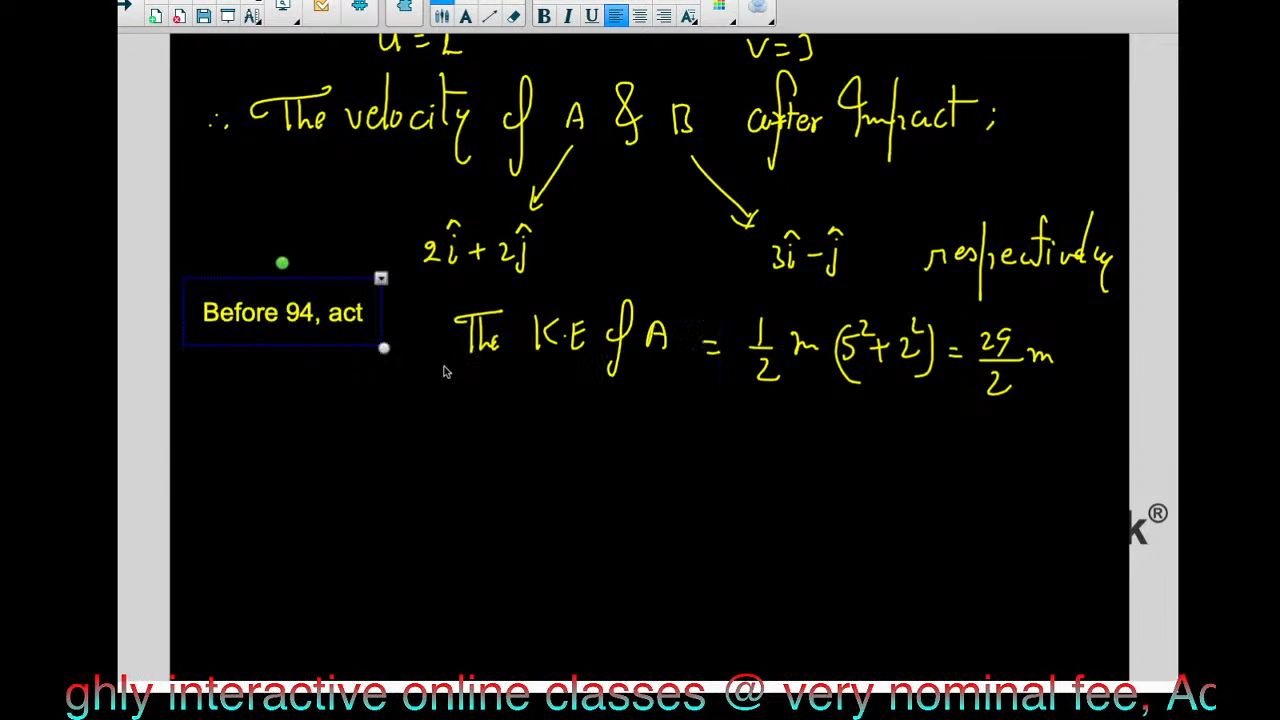 u = 2 v = 3
∴ The velocity of A & B after Impact ;
2î + 2ĵ 3î - ĵ respectively
Before 94, act
The K.E of A = 1/2 m (5² + 2²) = 29/2 m
k®
ghly interactive online classes @ very nominal fee, Ac